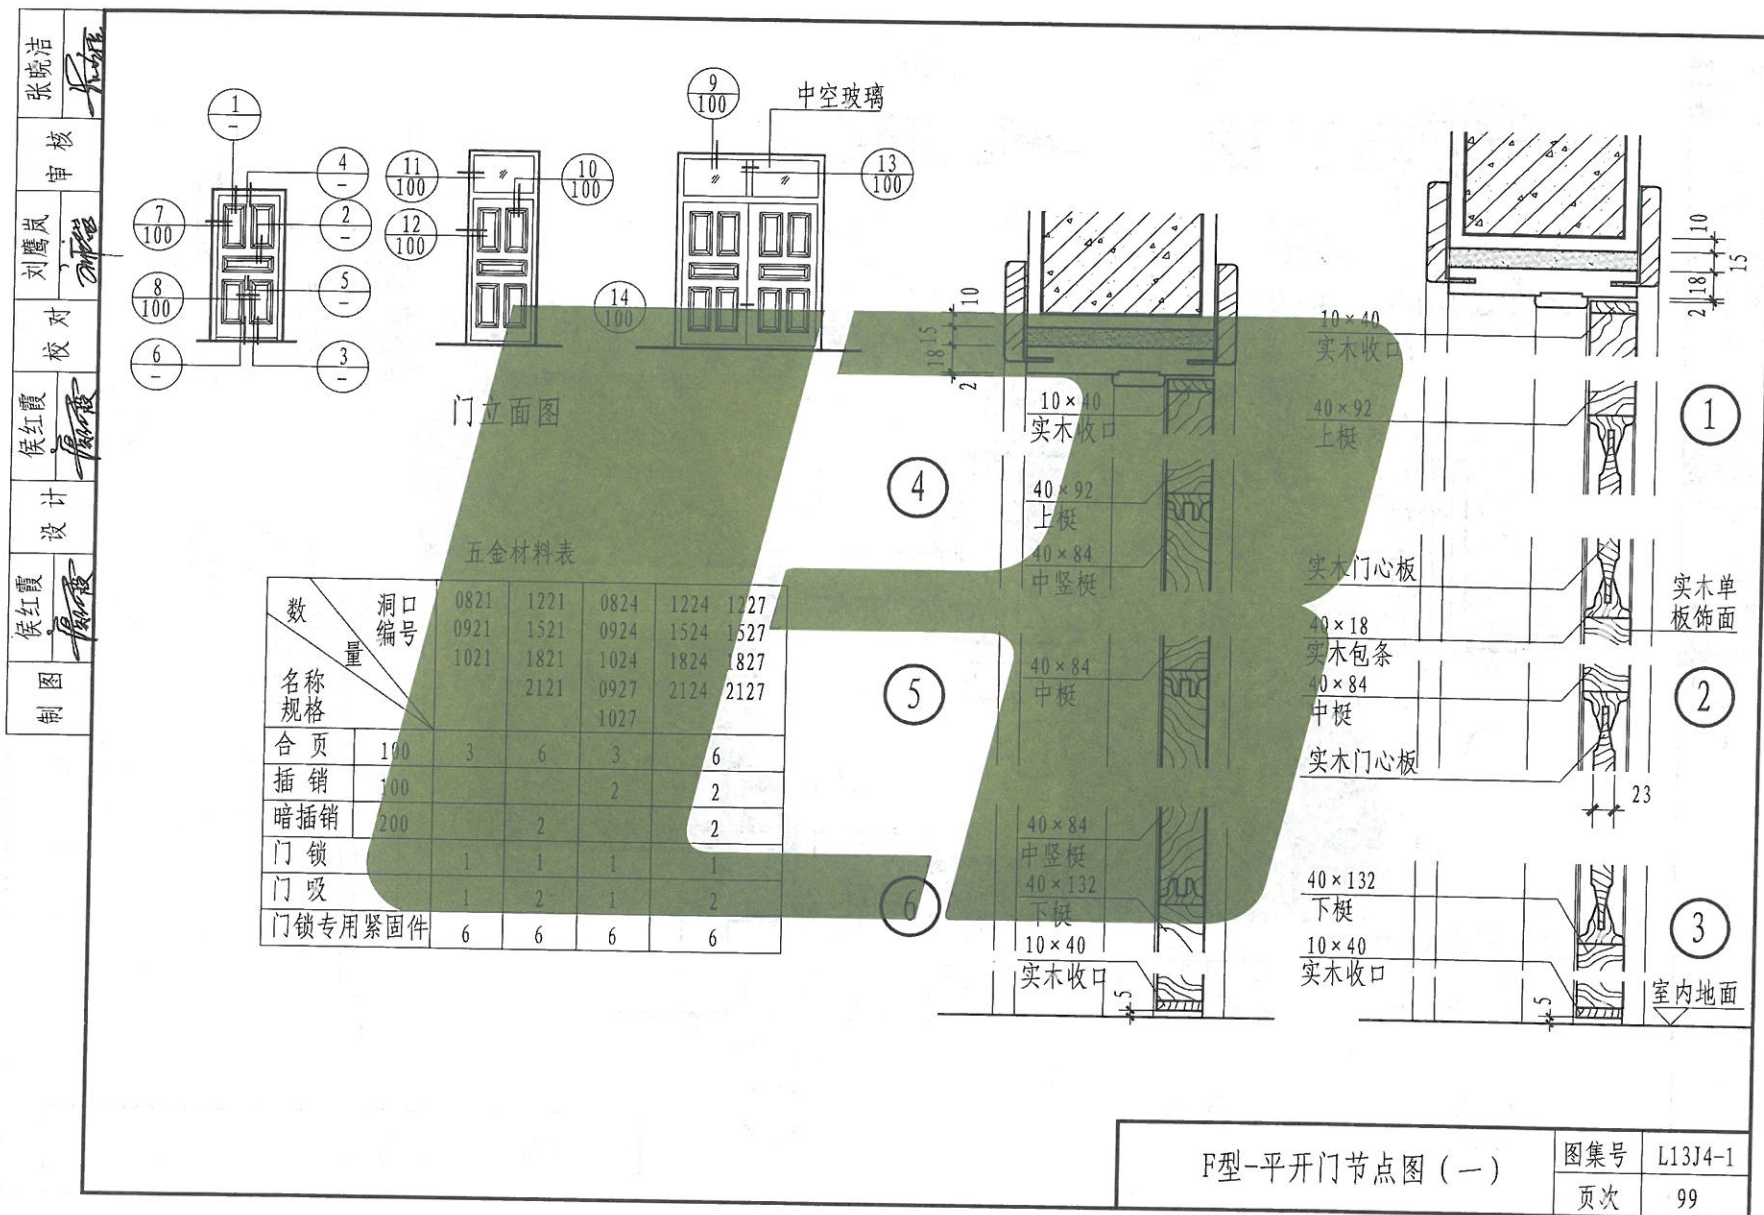 张晓洁
审 核
刘鹰岚
校 对
侯红霞
设 计
侯红霞
制 图
1
-
4
-
7
100
2
-
8
100
5
-
6
-
3
-
11
100
10
100
12
100
9
100
中空玻璃
13
100
14
100
门立面图
五金材料表
数 量
洞口编号
名称规格
0821 1221 0824 1224 1227
0921 1521 0924 1524 1527
1021 1821 1024 1824 1827
2121 0927 2124 2127
1027
合 页 100 3 6 3 6
插 销 100 2 2
暗插销 200 2 2
门 锁 1 1 1 1
门 吸 1 2 1 2
门锁专用紧固件 6 6 6 6
10
15
18
2
10×40
实木收口
40×92
上梃
40×84
中竖梃
40×84
中梃
40×84
中竖梃
40×132
下梃
10×40
实木收口
5
4
5
6
10
15
18
2
10×40
实木收口
40×92
上梃
实木门心板
实木单
板饰面
40×18
实木包条
40×84
中梃
实木门心板
23
40×132
下梃
10×40
实木收口
5
室内地面
1
2
3
F型-平开门节点图（一）
图集号 L13J4-1
页次 99